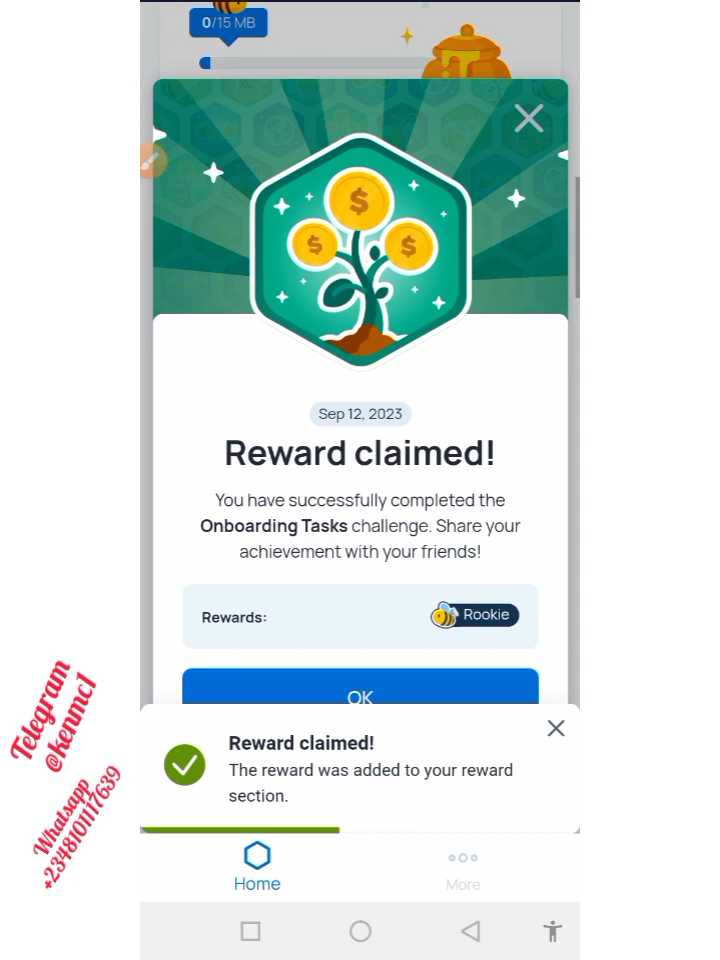 0/15 MB
Sep 12, 2023
Reward claimed!
You have successfully completed the
Onboarding Tasks challenge. Share your
achievement with your friends!
Rewards:
Rookie
OK
Reward claimed!
The reward was added to your reward
section.
Home
More
Telegram
@kenmc1
Whatsapp
+2348101117639